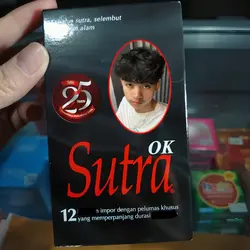 sutra, selembut
alam
25
OK
Sutra
12 impor dengan pelumas khusus
yang memperpanjang durasi